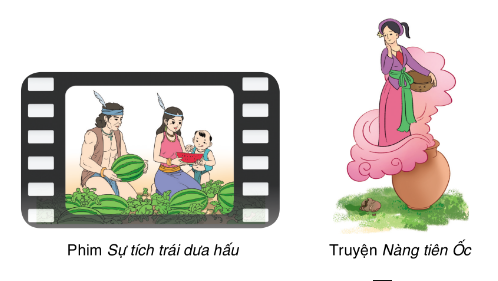 Phim Sự tích trái dưa hấu
Truyện Nàng tiên Ốc